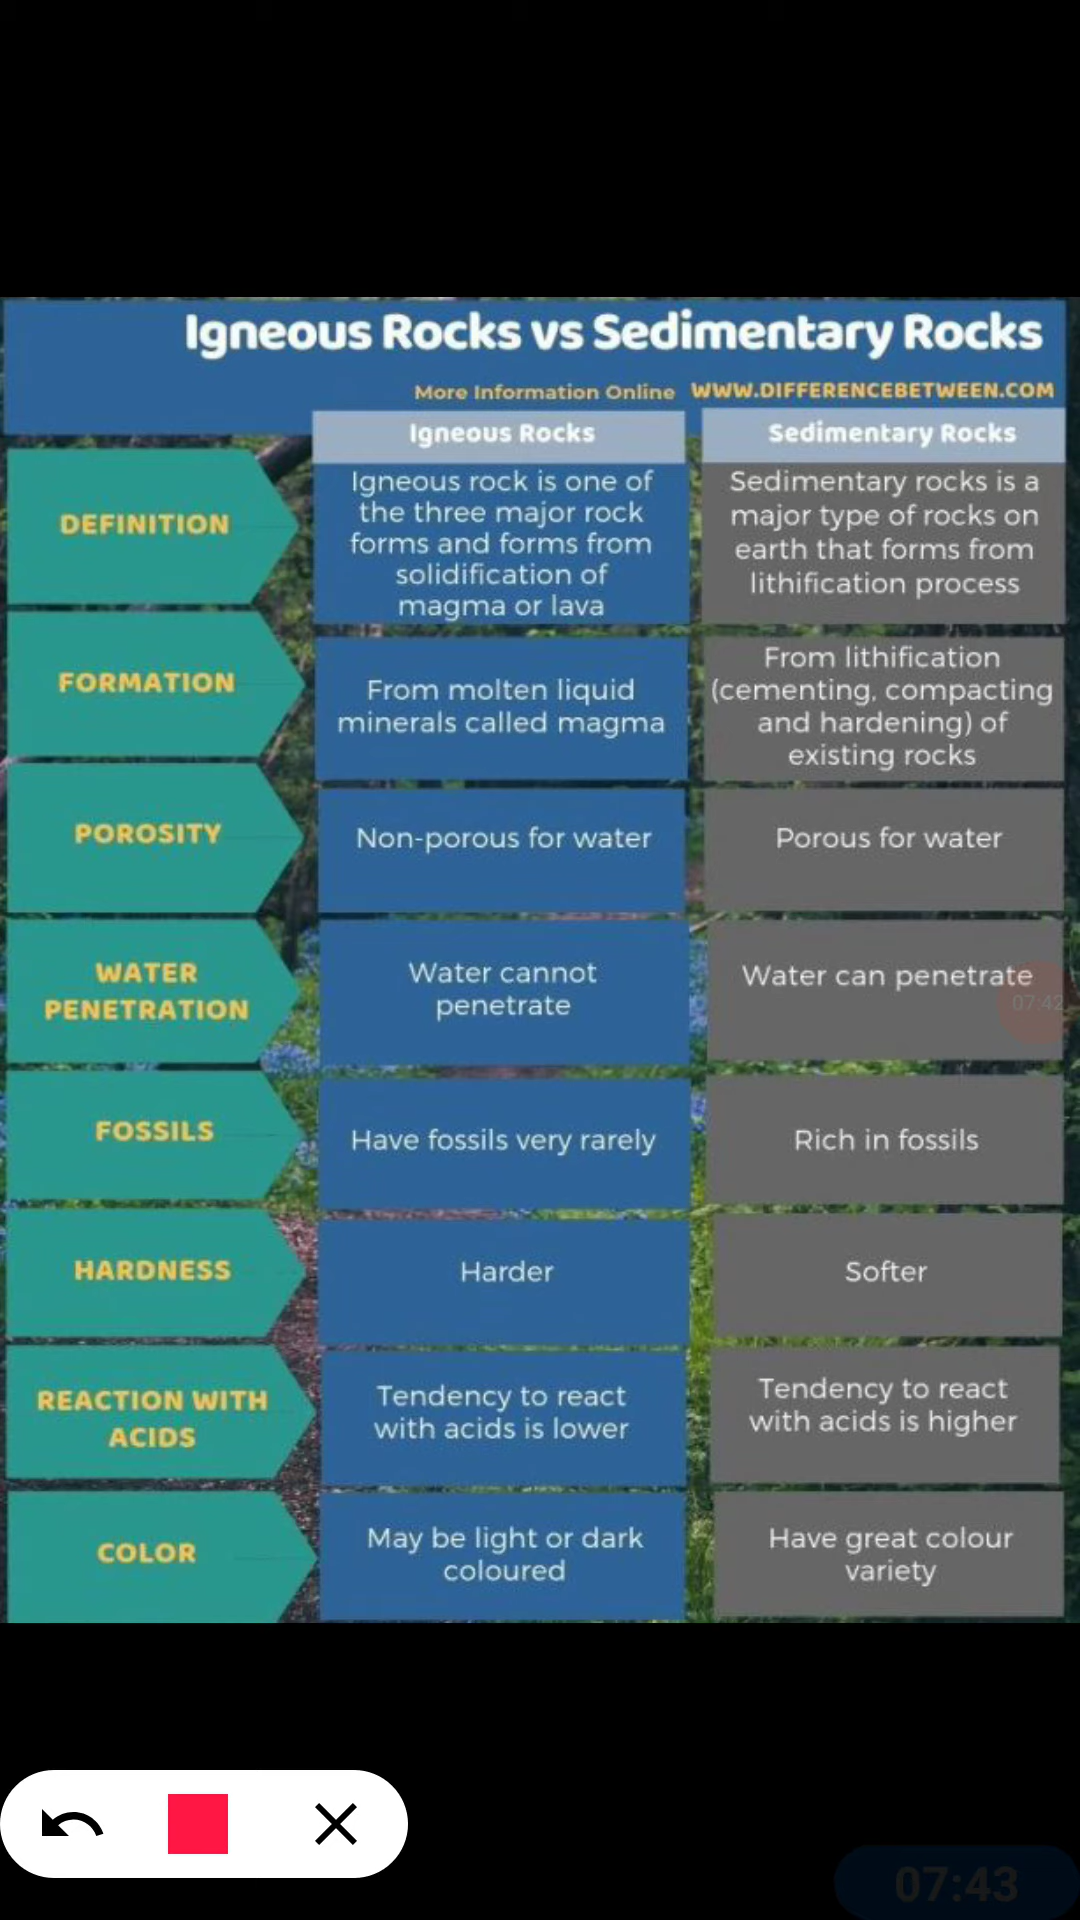 Igneous Rocks vs Sedimentary Rocks
More Information Online WWW.DIFFERENCEBETWEEN.COM
Igneous Rocks
Sedimentary Rocks
DEFINITION
Igneous rock is one of
the three major rock
forms and forms from
solidification of
magma or lava
Sedimentary rocks is a
major type of rocks on
earth that forms from
lithification process
FORMATION
From molten liquid
minerals called magma
From lithification
(cementing, compacting
and hardening) of
existing rocks
POROSITY
Non-porous for water
Porous for water
WATER
PENETRATION
Water cannot
penetrate
Water can penetrate
07:42
FOSSILS
Have fossils very rarely
Rich in fossils
HARDNESS
Harder
Softer
REACTION WITH
ACIDS
Tendency to react
with acids is lower
Tendency to react
with acids is higher
COLOR
May be light or dark
coloured
Have great colour
variety
07:43